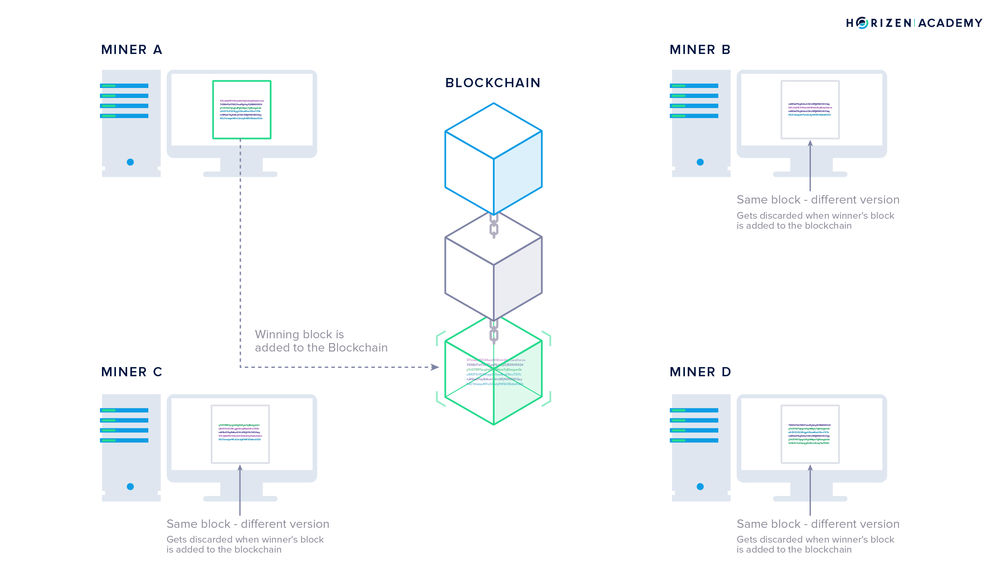 HORIZEN ACADEMY
MINER A
MINER B
BLOCKCHAIN
Same block - different version
Gets discarded when winner's block
is added to the blockchain
Winning block is
added to the Blockchain
MINER C
MINER D
Same block - different version
Gets discarded when winner's block
is added to the blockchain
Same block - different version
Gets discarded when winner's block
is added to the blockchain